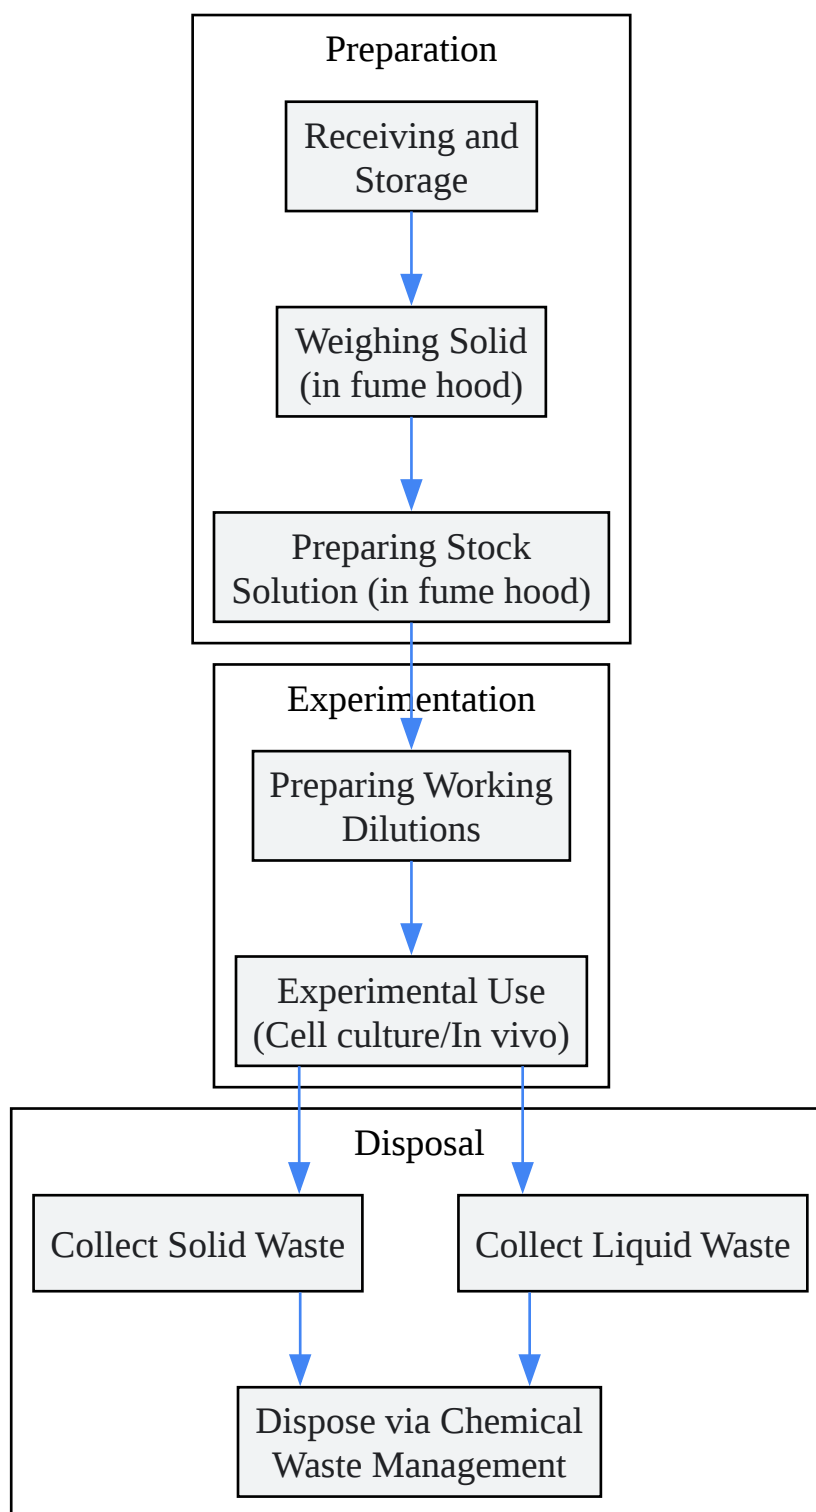 Preparation
Receiving and
Storage
Weighing Solid
(in fume hood)
Preparing Stock
Solution (in fume hood)
Experimentation
Preparing Working
Dilutions
Experimental Use
(Cell culture/In vivo)
Disposal
Collect Solid Waste
Collect Liquid Waste
Dispose via Chemical
Waste Management